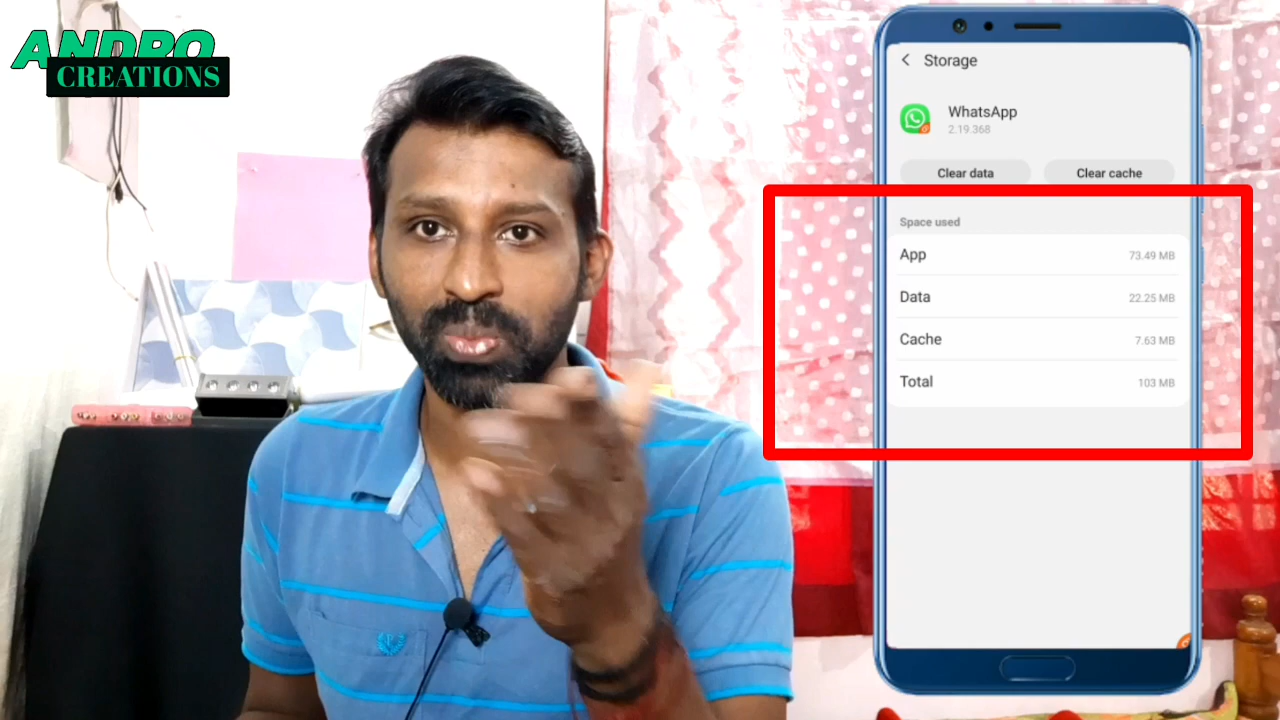 ANDRO
CREATIONS
Storage
WhatsApp
2.19.368
Clear data
Clear cache
Space used
App
73.49 MB
Data
22.25 MB
Cache
7.63 MB
Total
103 MB